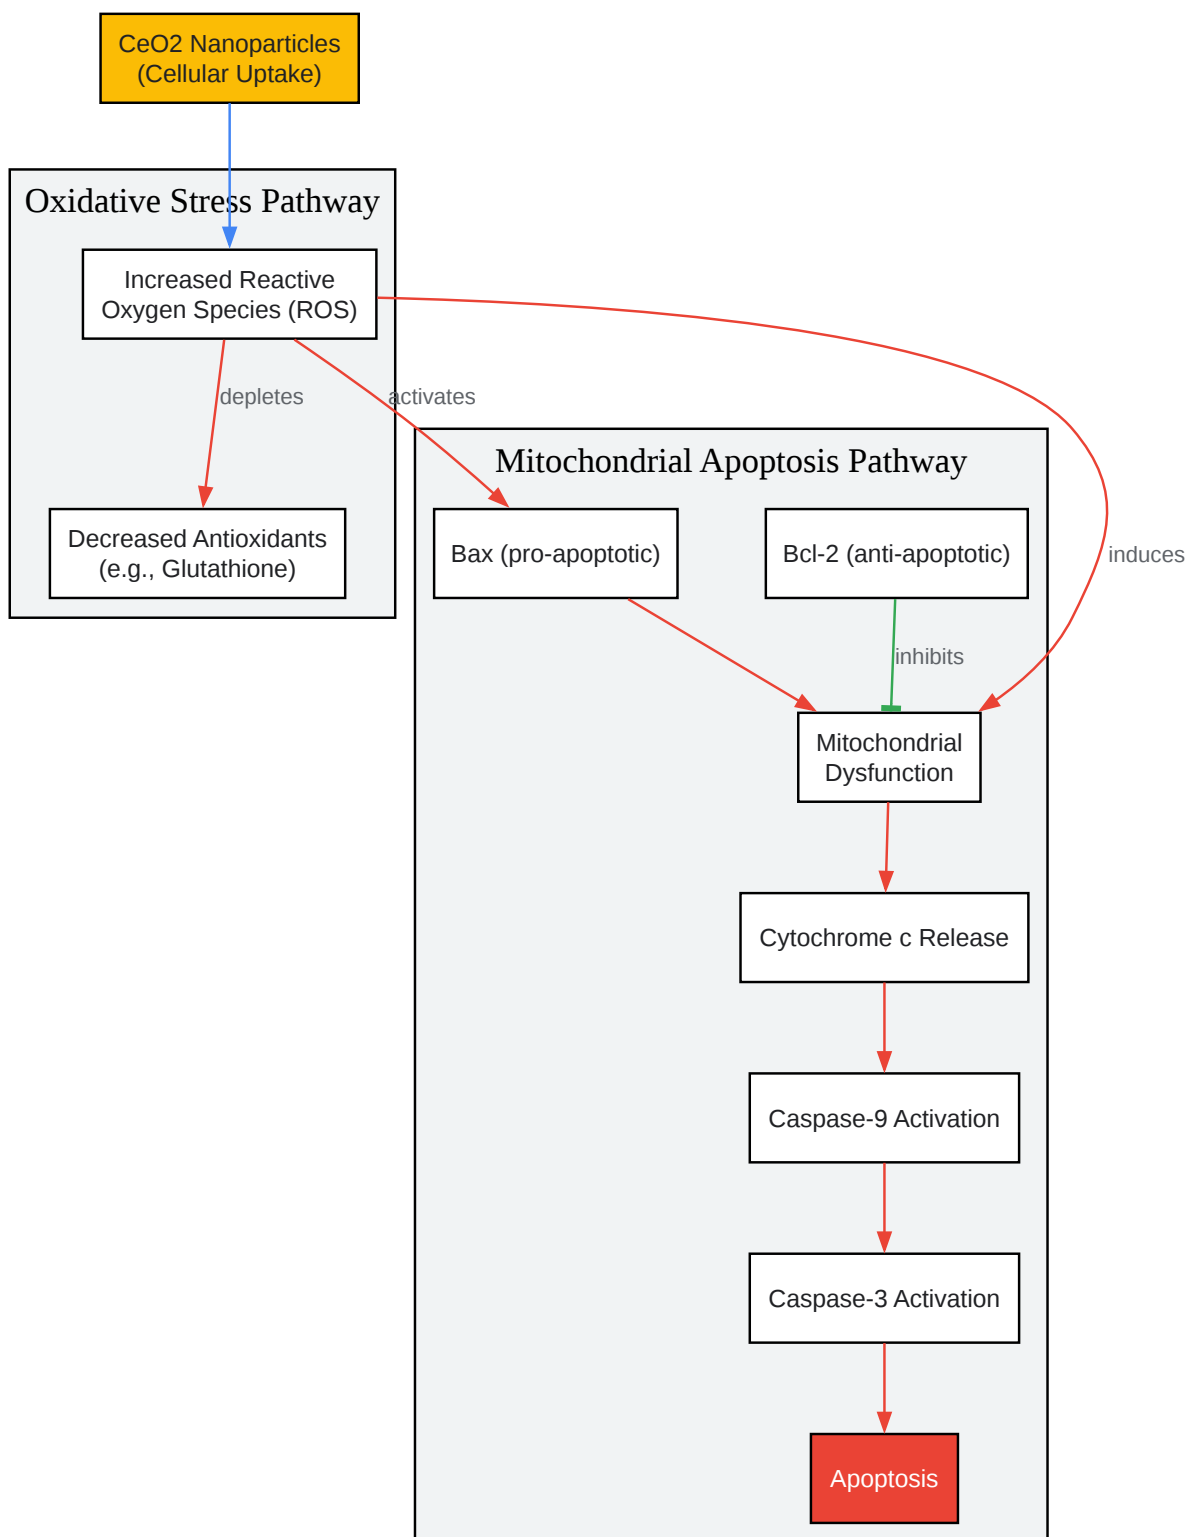 CeO2 Nanoparticles
(Cellular Uptake)
Oxidative Stress Pathway
Increased Reactive
Oxygen Species (ROS)
depletes
activates
Decreased Antioxidants
(e.g., Glutathione)
Mitochondrial Apoptosis Pathway
Bax (pro-apoptotic)
Bcl-2 (anti-apoptotic)
induces
inhibits
Mitochondrial
Dysfunction
Cytochrome c Release
Caspase-9 Activation
Caspase-3 Activation
Apoptosis